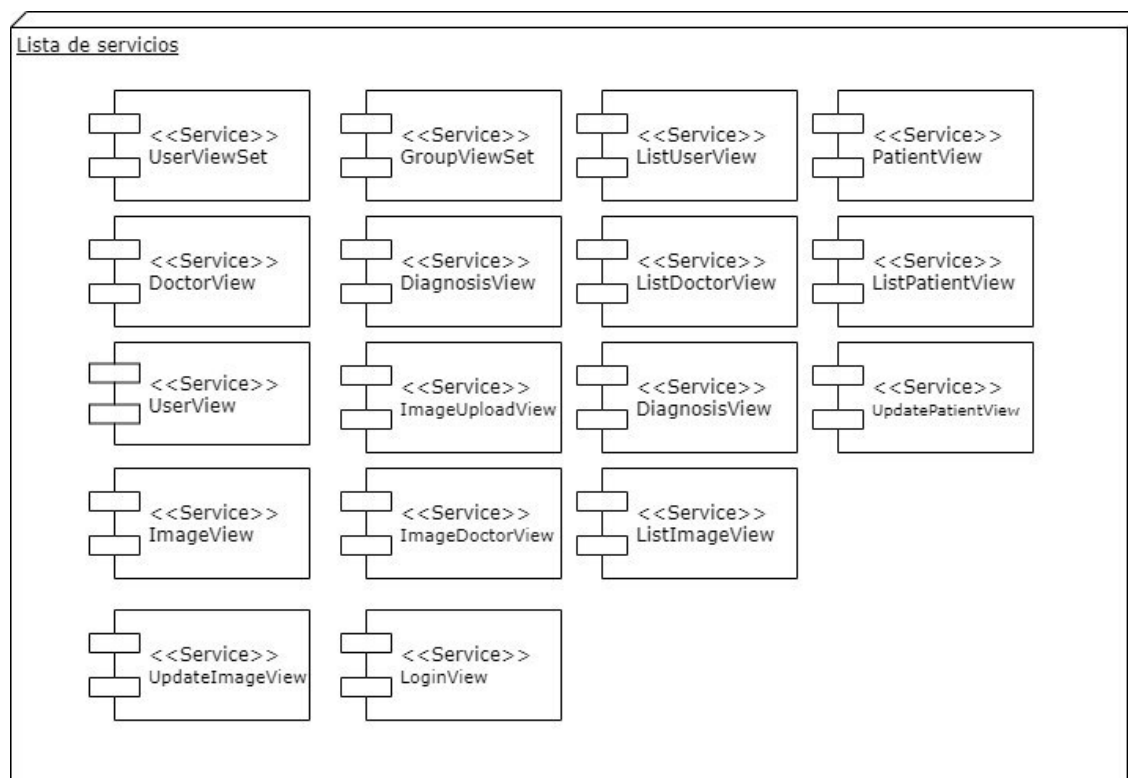 Lista de servicios
<<Service>>
UserViewSet
<<Service>>
GroupViewSet
<<Service>>
ListUserView
<<Service>>
PatientView
<<Service>>
DoctorView
<<Service>>
DiagnosisView
<<Service>>
ListDoctorView
<<Service>>
ListPatientView
<<Service>>
UserView
<<Service>>
ImageUploadView
<<Service>>
DiagnosisView
<<Service>>
UpdatePatientView
<<Service>>
ImageView
<<Service>>
ImageDoctorView
<<Service>>
ListImageView
<<Service>>
UpdateImageView
<<Service>>
LoginView